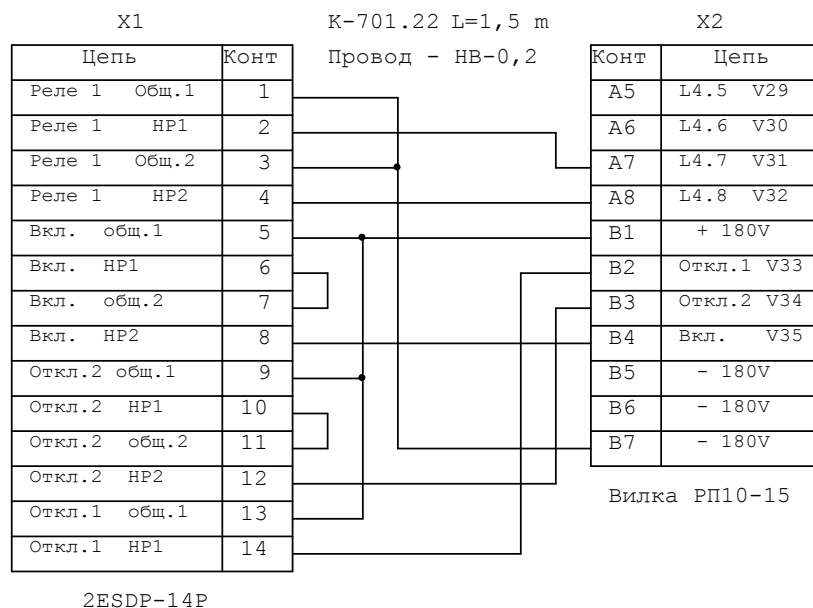 X1 К-701.22 L=1,5 m X2
Цепь Конт Провод - НВ-0,2 Конт Цепь
Реле 1 Общ.1 1 A5 L4.5 V29
Реле 1 НР1 2 A6 L4.6 V30
Реле 1 Общ.2 3 A7 L4.7 V31
Реле 1 НР2 4 A8 L4.8 V32
Вкл. общ.1 5 B1 + 180V
Вкл. НР1 6 B2 Откл.1 V33
Вкл. общ.2 7 B3 Откл.2 V34
Вкл. НР2 8 B4 Вкл. V35
Откл.2 общ.1 9 B5 - 180V
Откл.2 НР1 10 B6 - 180V
Откл.2 общ.2 11 B7 - 180V
Откл.2 НР2 12
Вилка РП10-15
Откл.1 общ.1 13
Откл.1 НР1 14
2ESDP-14P